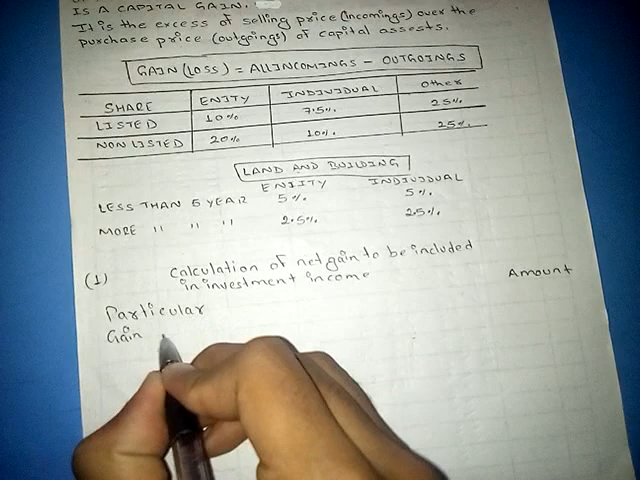 IS A CAPITAL GAIN.
It is the excess of selling price (incomings) over the
purchase price (outgoings) of capital assests.
GAIN (LOSS) = ALL INCOMINGS - OUTGOINGS
SHARE ENITY INDIVIDUAL other
LISTED 10% 7.5% 25%
NON LISTED 20% 10% 25%
LAND AND BUILDING
ENITY INDIVIDUAL
LESS THAN 5 YEAR 5% 5%
MORE " " " 2.5% 2.5%
(1) Calculation of net gain to be included
in investment income Amount
Particular
Gain